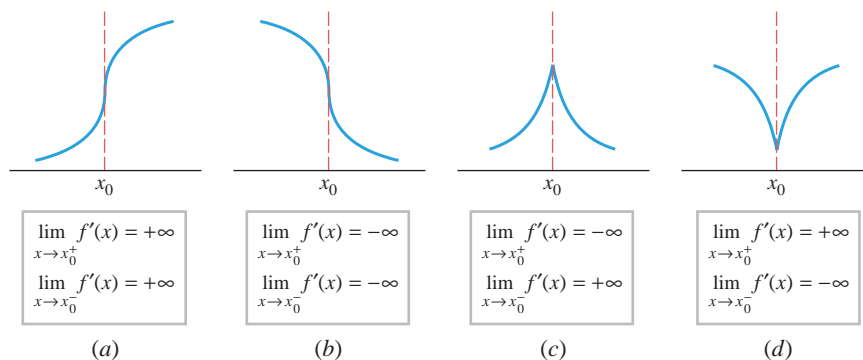 x₀ x₀ x₀ x₀
lim f′(x) = +∞ lim f′(x) = −∞ lim f′(x) = −∞ lim f′(x) = +∞
x→x₀⁺ x→x₀⁺ x→x₀⁺ x→x₀⁺
lim f′(x) = +∞ lim f′(x) = −∞ lim f′(x) = +∞ lim f′(x) = −∞
x→x₀⁻ x→x₀⁻ x→x₀⁻ x→x₀⁻
(a) (b) (c) (d)